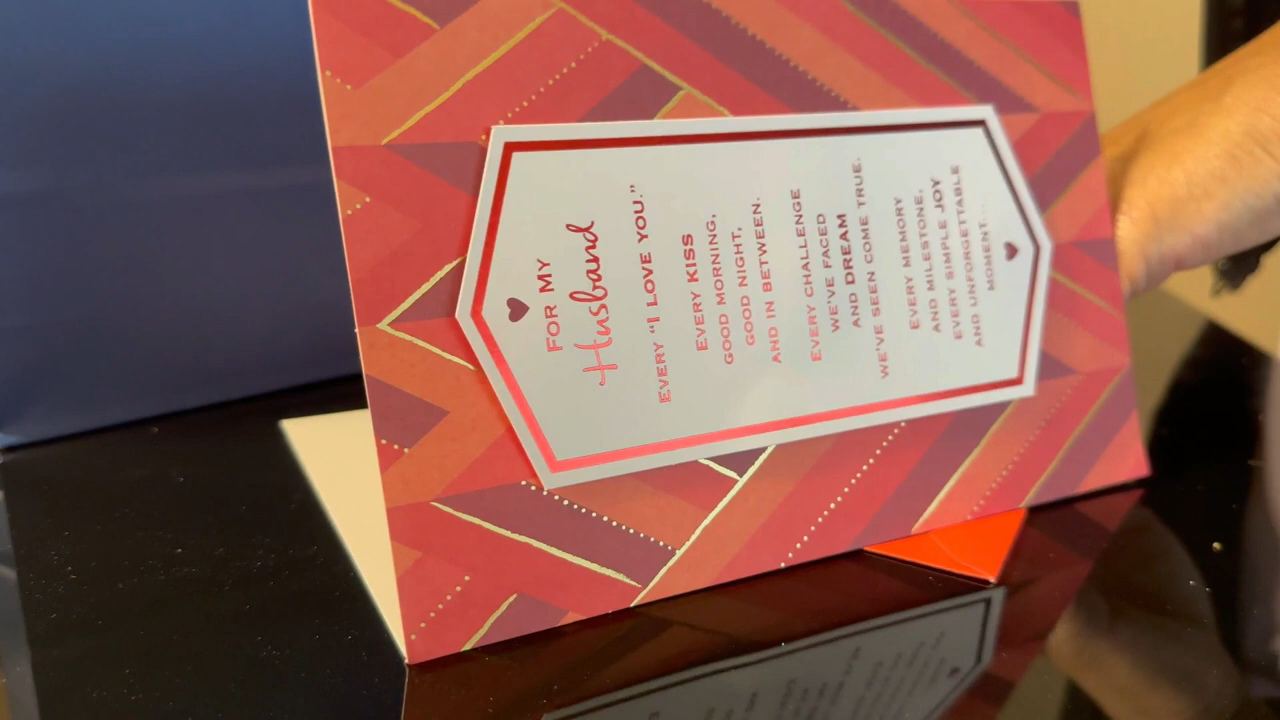 FOR MY
Husband
EVERY "I LOVE YOU."
EVERY KISS
GOOD MORNING,
GOOD NIGHT,
AND IN BETWEEN.
EVERY CHALLENGE
WE'VE FACED
AND DREAM
WE'VE SEEN COME TRUE.
EVERY MEMORY
AND MILESTONE,
EVERY SIMPLE JOY
AND UNFORGETTABLE
MOMENT...